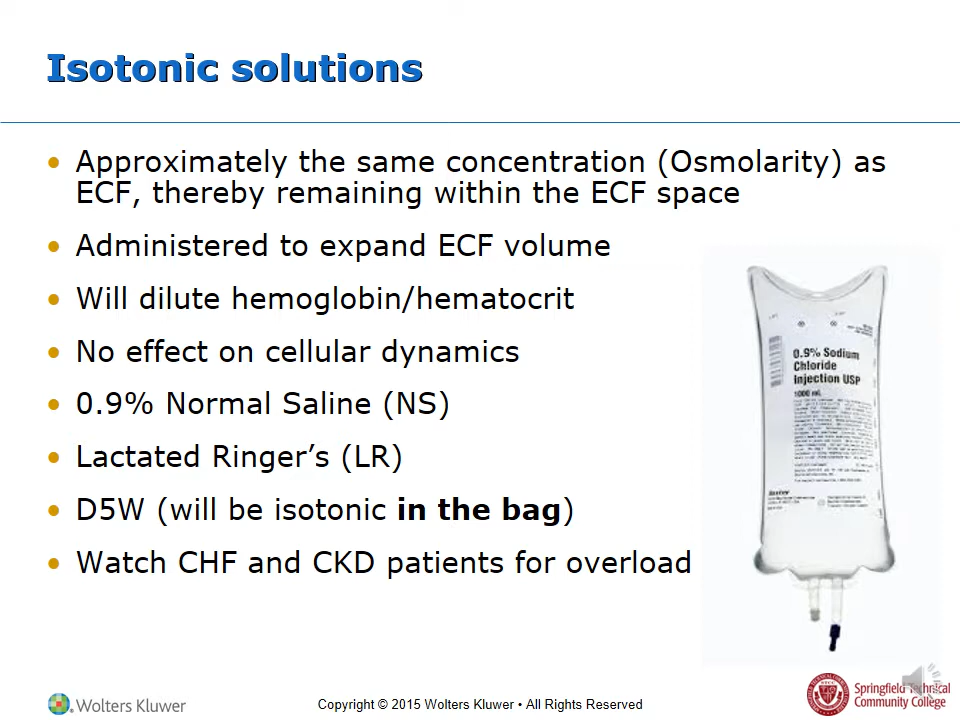 Isotonic solutions
• Approximately the same concentration (Osmolarity) as
ECF, thereby remaining within the ECF space
• Administered to expand ECF volume
• Will dilute hemoglobin/hematocrit
• No effect on cellular dynamics
• 0.9% Normal Saline (NS)
• Lactated Ringer’s (LR)
• D5W (will be isotonic in the bag)
• Watch CHF and CKD patients for overload
0.9% Sodium
Chloride
Injection USP
1000 mL
Baxter
Wolters Kluwer
Copyright © 2015 Wolters Kluwer • All Rights Reserved
Springfield Technical
Community College